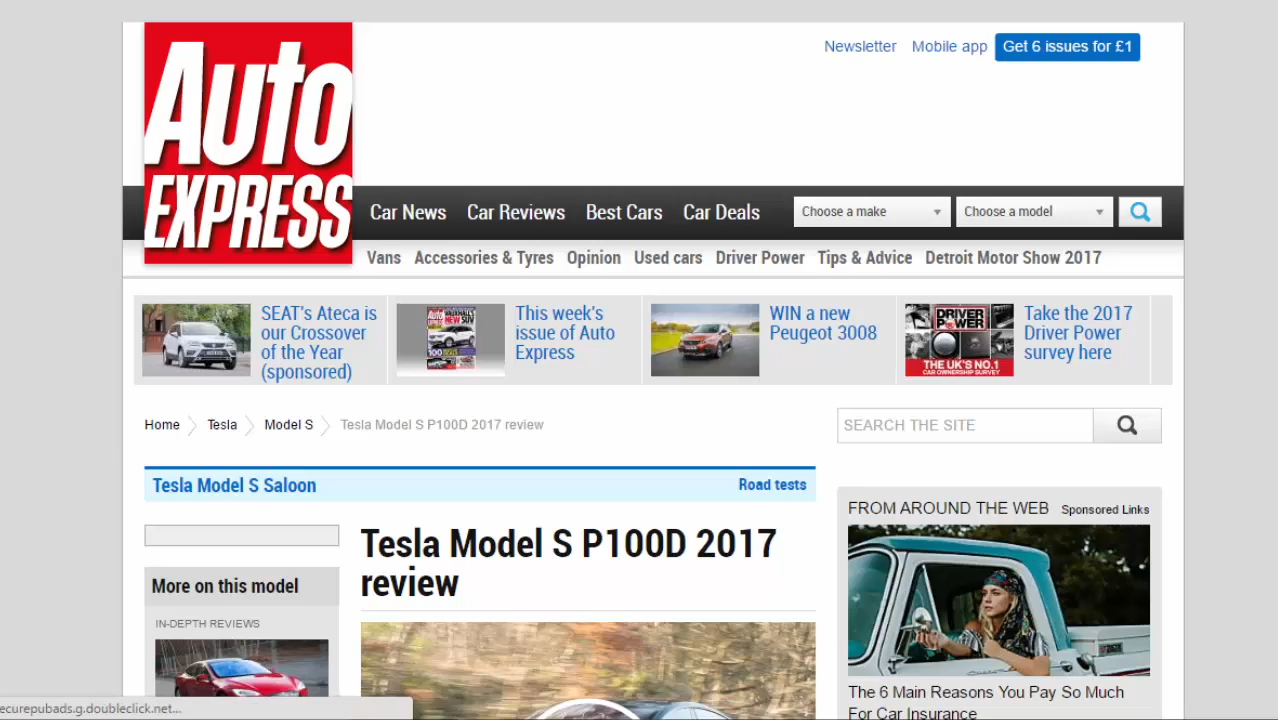 Auto
EXPRESS
Newsletter Mobile app Get 6 issues for £1
Car News Car Reviews Best Cars Car Deals Choose a make Choose a model
Vans Accessories & Tyres Opinion Used cars Driver Power Tips & Advice Detroit Motor Show 2017
SEAT's Ateca is
our Crossover
of the Year
(sponsored)
This week's
issue of Auto
Express
WIN a new
Peugeot 3008
DRIVER
POWER
THE UK'S NO.1
CAR OWNERSHIP SURVEY
Take the 2017
Driver Power
survey here
Home Tesla Model S Tesla Model S P100D 2017 review
SEARCH THE SITE
Tesla Model S Saloon Road tests
Tesla Model S P100D 2017
review
More on this model
IN-DEPTH REVIEWS
FROM AROUND THE WEB Sponsored Links
The 6 Main Reasons You Pay So Much
For Car Insurance
ecurepubads.g.doubleclick.net...